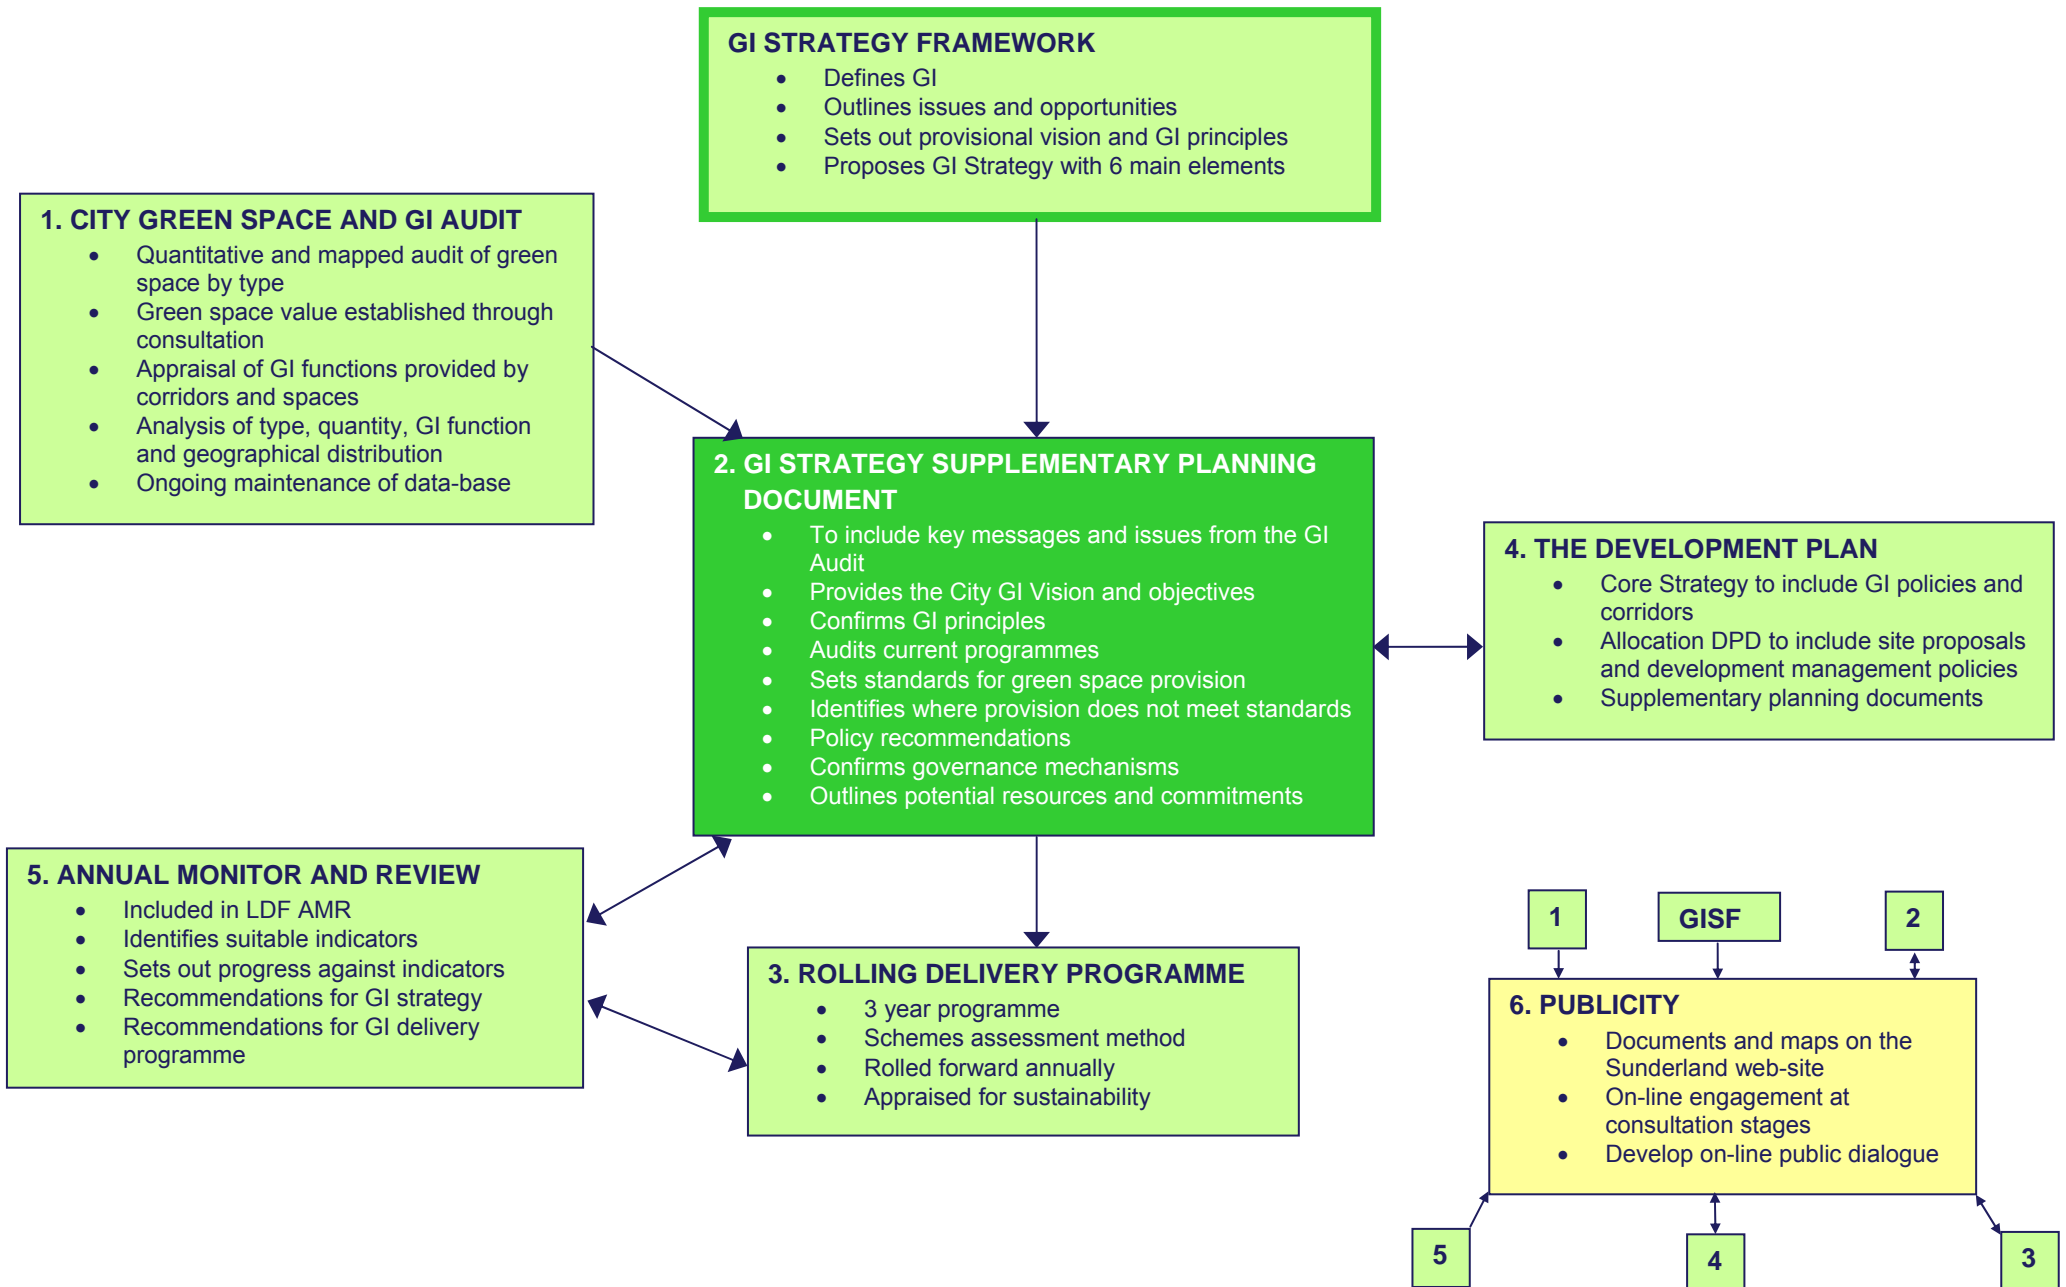 GI STRATEGY FRAMEWORK
• Defines GI
• Outlines issues and opportunities
• Sets out provisional vision and GI principles
• Proposes GI Strategy with 6 main elements
1. CITY GREEN SPACE AND GI AUDIT
• Quantitative and mapped audit of green
space by type
• Green space value established through
consultation
• Appraisal of GI functions provided by
corridors and spaces
• Analysis of type, quantity, GI function
and geographical distribution
• Ongoing maintenance of data-base
2. GI STRATEGY SUPPLEMENTARY PLANNING
DOCUMENT
• To include key messages and issues from the GI
Audit
• Provides the City GI Vision and objectives
• Confirms GI principles
• Audits current programmes
• Sets standards for green space provision
• Identifies where provision does not meet standards
• Policy recommendations
• Confirms governance mechanisms
• Outlines potential resources and commitments
4. THE DEVELOPMENT PLAN
• Core Strategy to include GI policies and
corridors
• Allocation DPD to include site proposals
and development management policies
• Supplementary planning documents
5. ANNUAL MONITOR AND REVIEW
• Included in LDF AMR
• Identifies suitable indicators
• Sets out progress against indicators
• Recommendations for GI strategy
• Recommendations for GI delivery
programme
3. ROLLING DELIVERY PROGRAMME
• 3 year programme
• Schemes assessment method
• Rolled forward annually
• Appraised for sustainability
1
GISF
2
6. PUBLICITY
• Documents and maps on the
Sunderland web-site
• On-line engagement at
consultation stages
• Develop on-line public dialogue
5
4
3